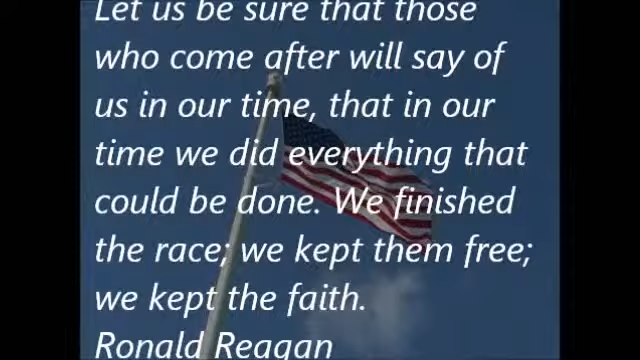 Let us be sure that those
who come after will say of
us in our time, that in our
time we did everything that
could be done. We finished
the race; we kept them free;
we kept the faith.
Ronald Reagan